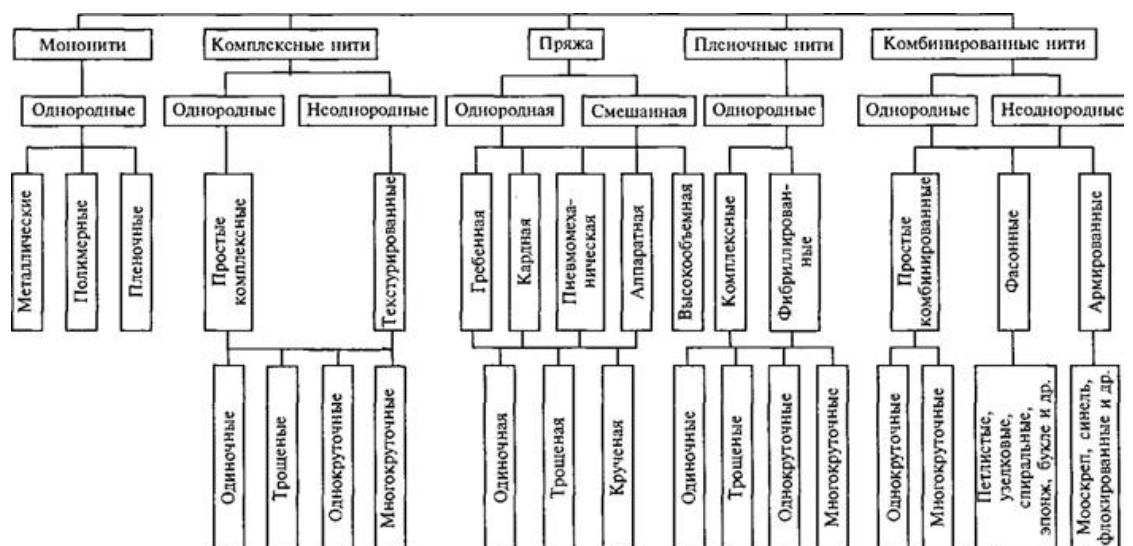 Мононити
Комплексные нити
Пряжа
Пленочные нити
Комбинированные нити
Однородные
Однородные
Неоднородные
Однородная
Смешанная
Однородные
Однородные
Неоднородные
Металлические
Полимерные
Пленочные
Простые
комплексные
Текстурированные
Гребенная
Кардная
Пневмомеха-
ническая
Аппаратная
Высокообъемная
Комплексные
Фибриллирован-
ные
Простые
комбинированные
Фасонные
Армированные
Одиночные
Трощеные
Однокруточные
Многокруточные
Одиночная
Трощеная
Крученая
Одиночные
Трощеные
Однокруточные
Многокруточные
Однокруточные
Многокруточные
Петлистые,
узелковые,
спиральные,
эпонж, букле и др.
Мооскреп, синель,
флокированные и др.